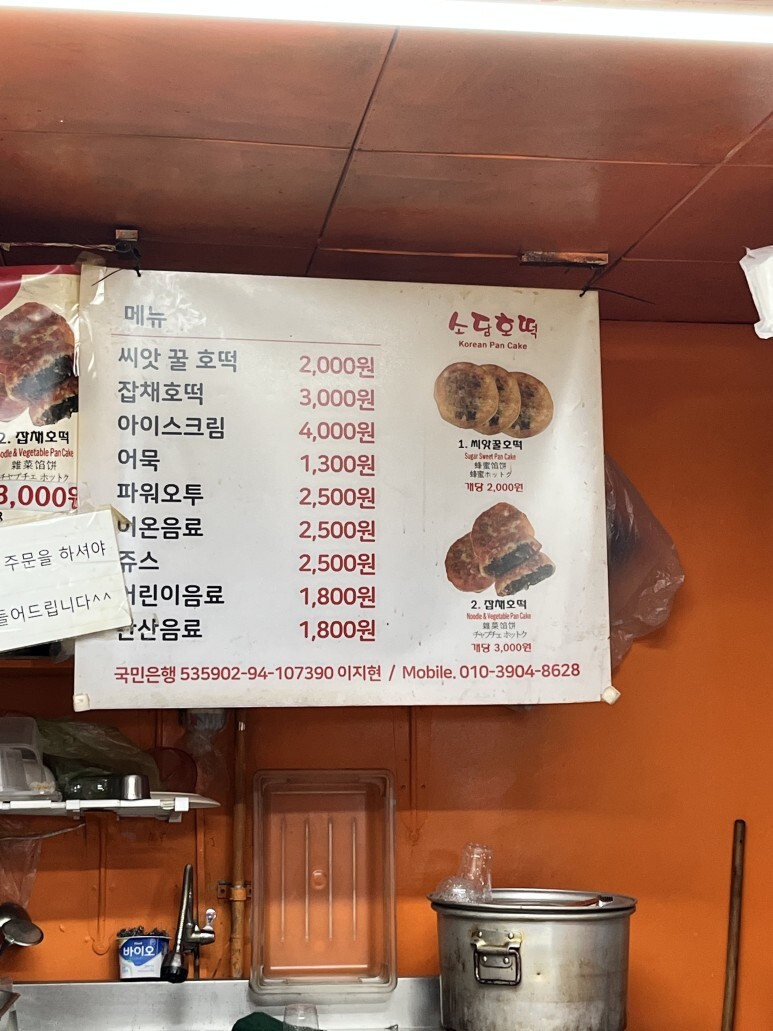 메뉴
씨앗 꿀 호떡 2,000원
잡채호떡 3,000원
아이스크림 4,000원
어묵 1,300원
파워오투 2,500원
이온음료 2,500원
쥬스 2,500원
어린이음료 1,800원
탄산음료 1,800원
국민은행 535902-94-107390 이지현 / Mobile. 010-3904-8628
소담호떡
Korean Pan Cake
1. 씨앗꿀호떡
Sugar Sweet Pan Cake
蜂蜜馅饼
蜂蜜ホットク
개당 2,000원
2. 잡채호떡
Noodle & Vegetable Pan Cake
雜菜馅饼
チャプチェ ホットク
개당 3,000원
2. 잡채호떡
& Vegetable Pan Cake
雜菜馅饼
チャプチェ ホットク
3,000원
주문을 하셔야
들어드립니다^^
바이오